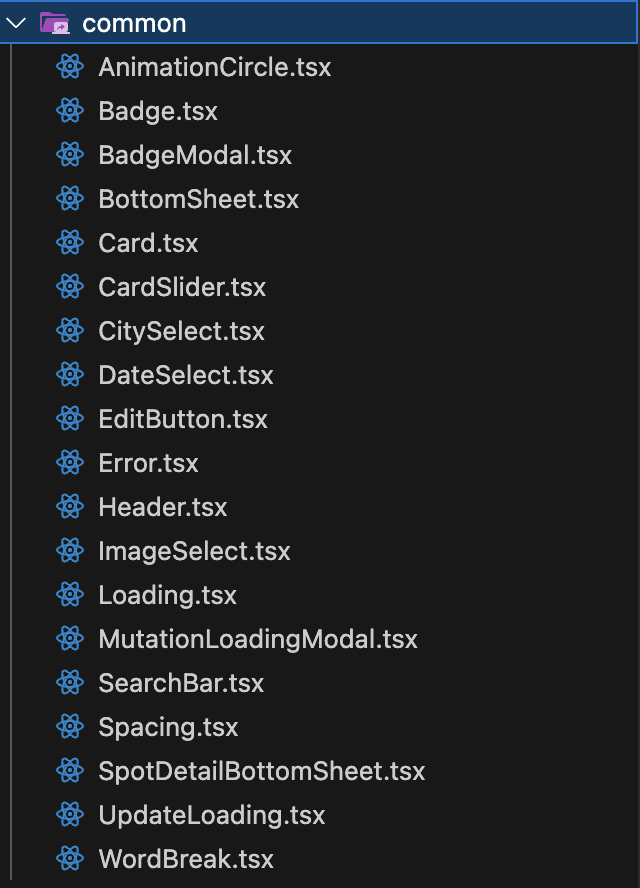 common
AnimationCircle.tsx
Badge.tsx
BadgeModal.tsx
BottomSheet.tsx
Card.tsx
CardSlider.tsx
CitySelect.tsx
DateSelect.tsx
EditButton.tsx
Error.tsx
Header.tsx
ImageSelect.tsx
Loading.tsx
MutationLoadingModal.tsx
SearchBar.tsx
Spacing.tsx
SpotDetailBottomSheet.tsx
UpdateLoading.tsx
WordBreak.tsx